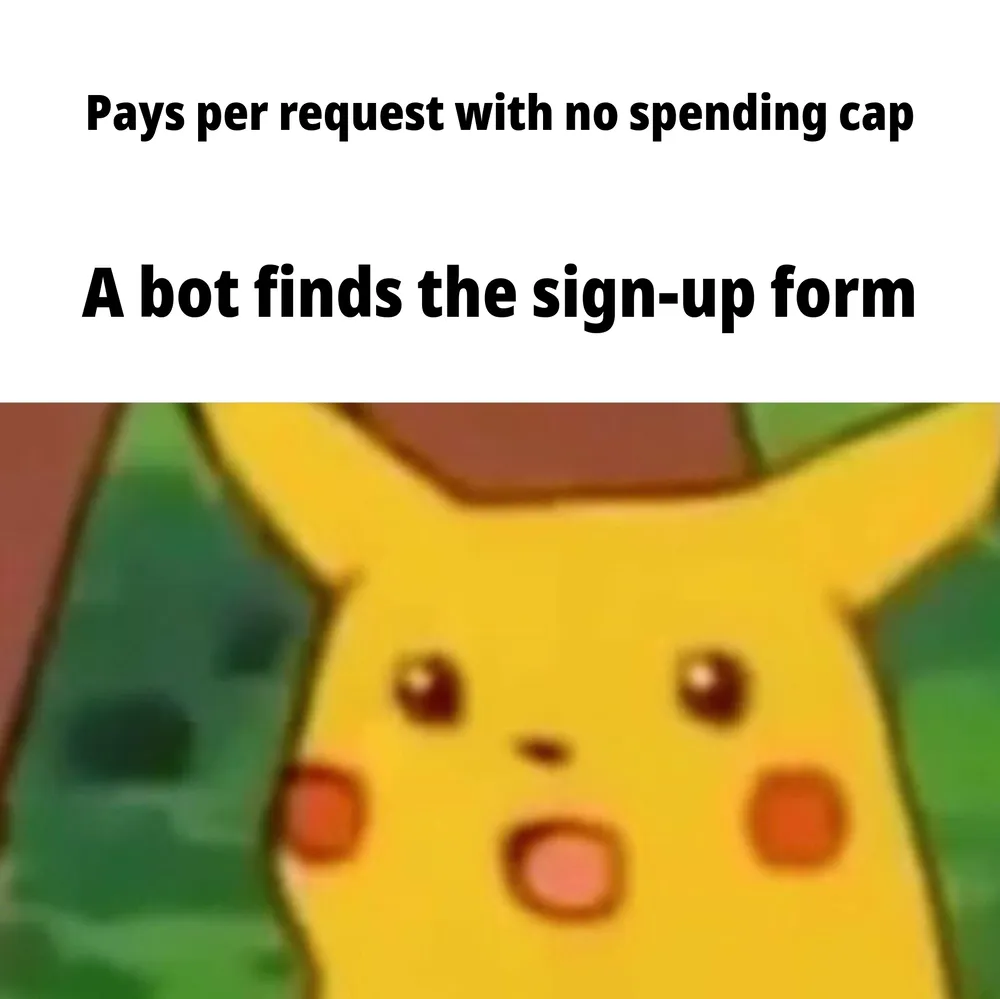 Pays per request with no spending cap
A bot finds the sign-up form